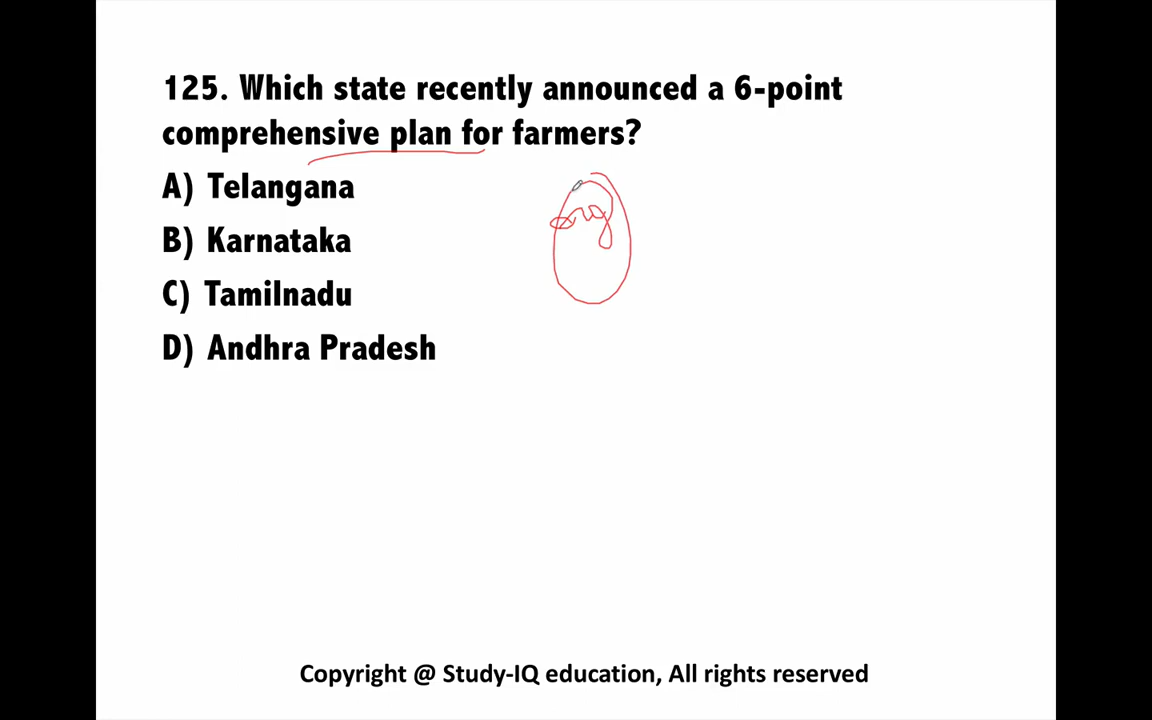 125. Which state recently announced a 6-point
comprehensive plan for farmers?
A) Telangana
B) Karnataka
C) Tamilnadu
D) Andhra Pradesh
Copyright @ Study-IQ education, All rights reserved